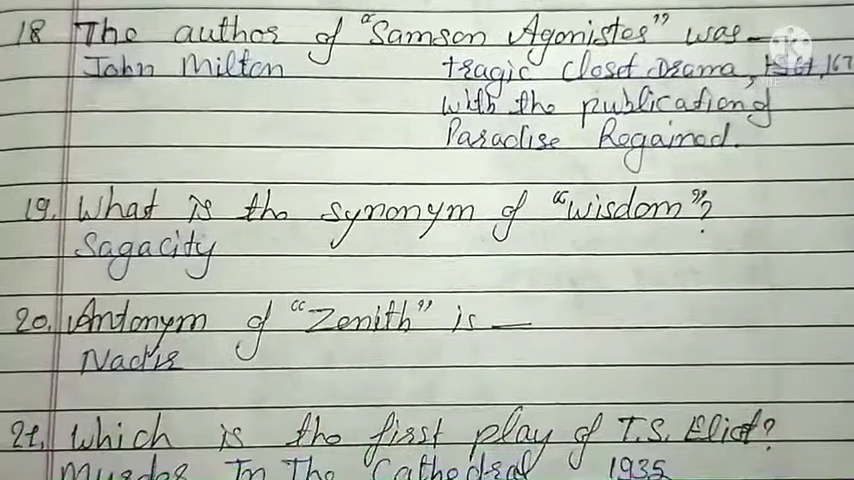 18 The author of "Samson Agonistes" was –
John Milton tragic closet Drama, 167
with the publication of
Paradise Regained.
19. What is the synonym of "wisdom"?
Sagacity
20. Antonym of "Zenith" is —
Nadir
21. Which is the first play of T.S. Eliot?
Murder In The Cathedral 1935